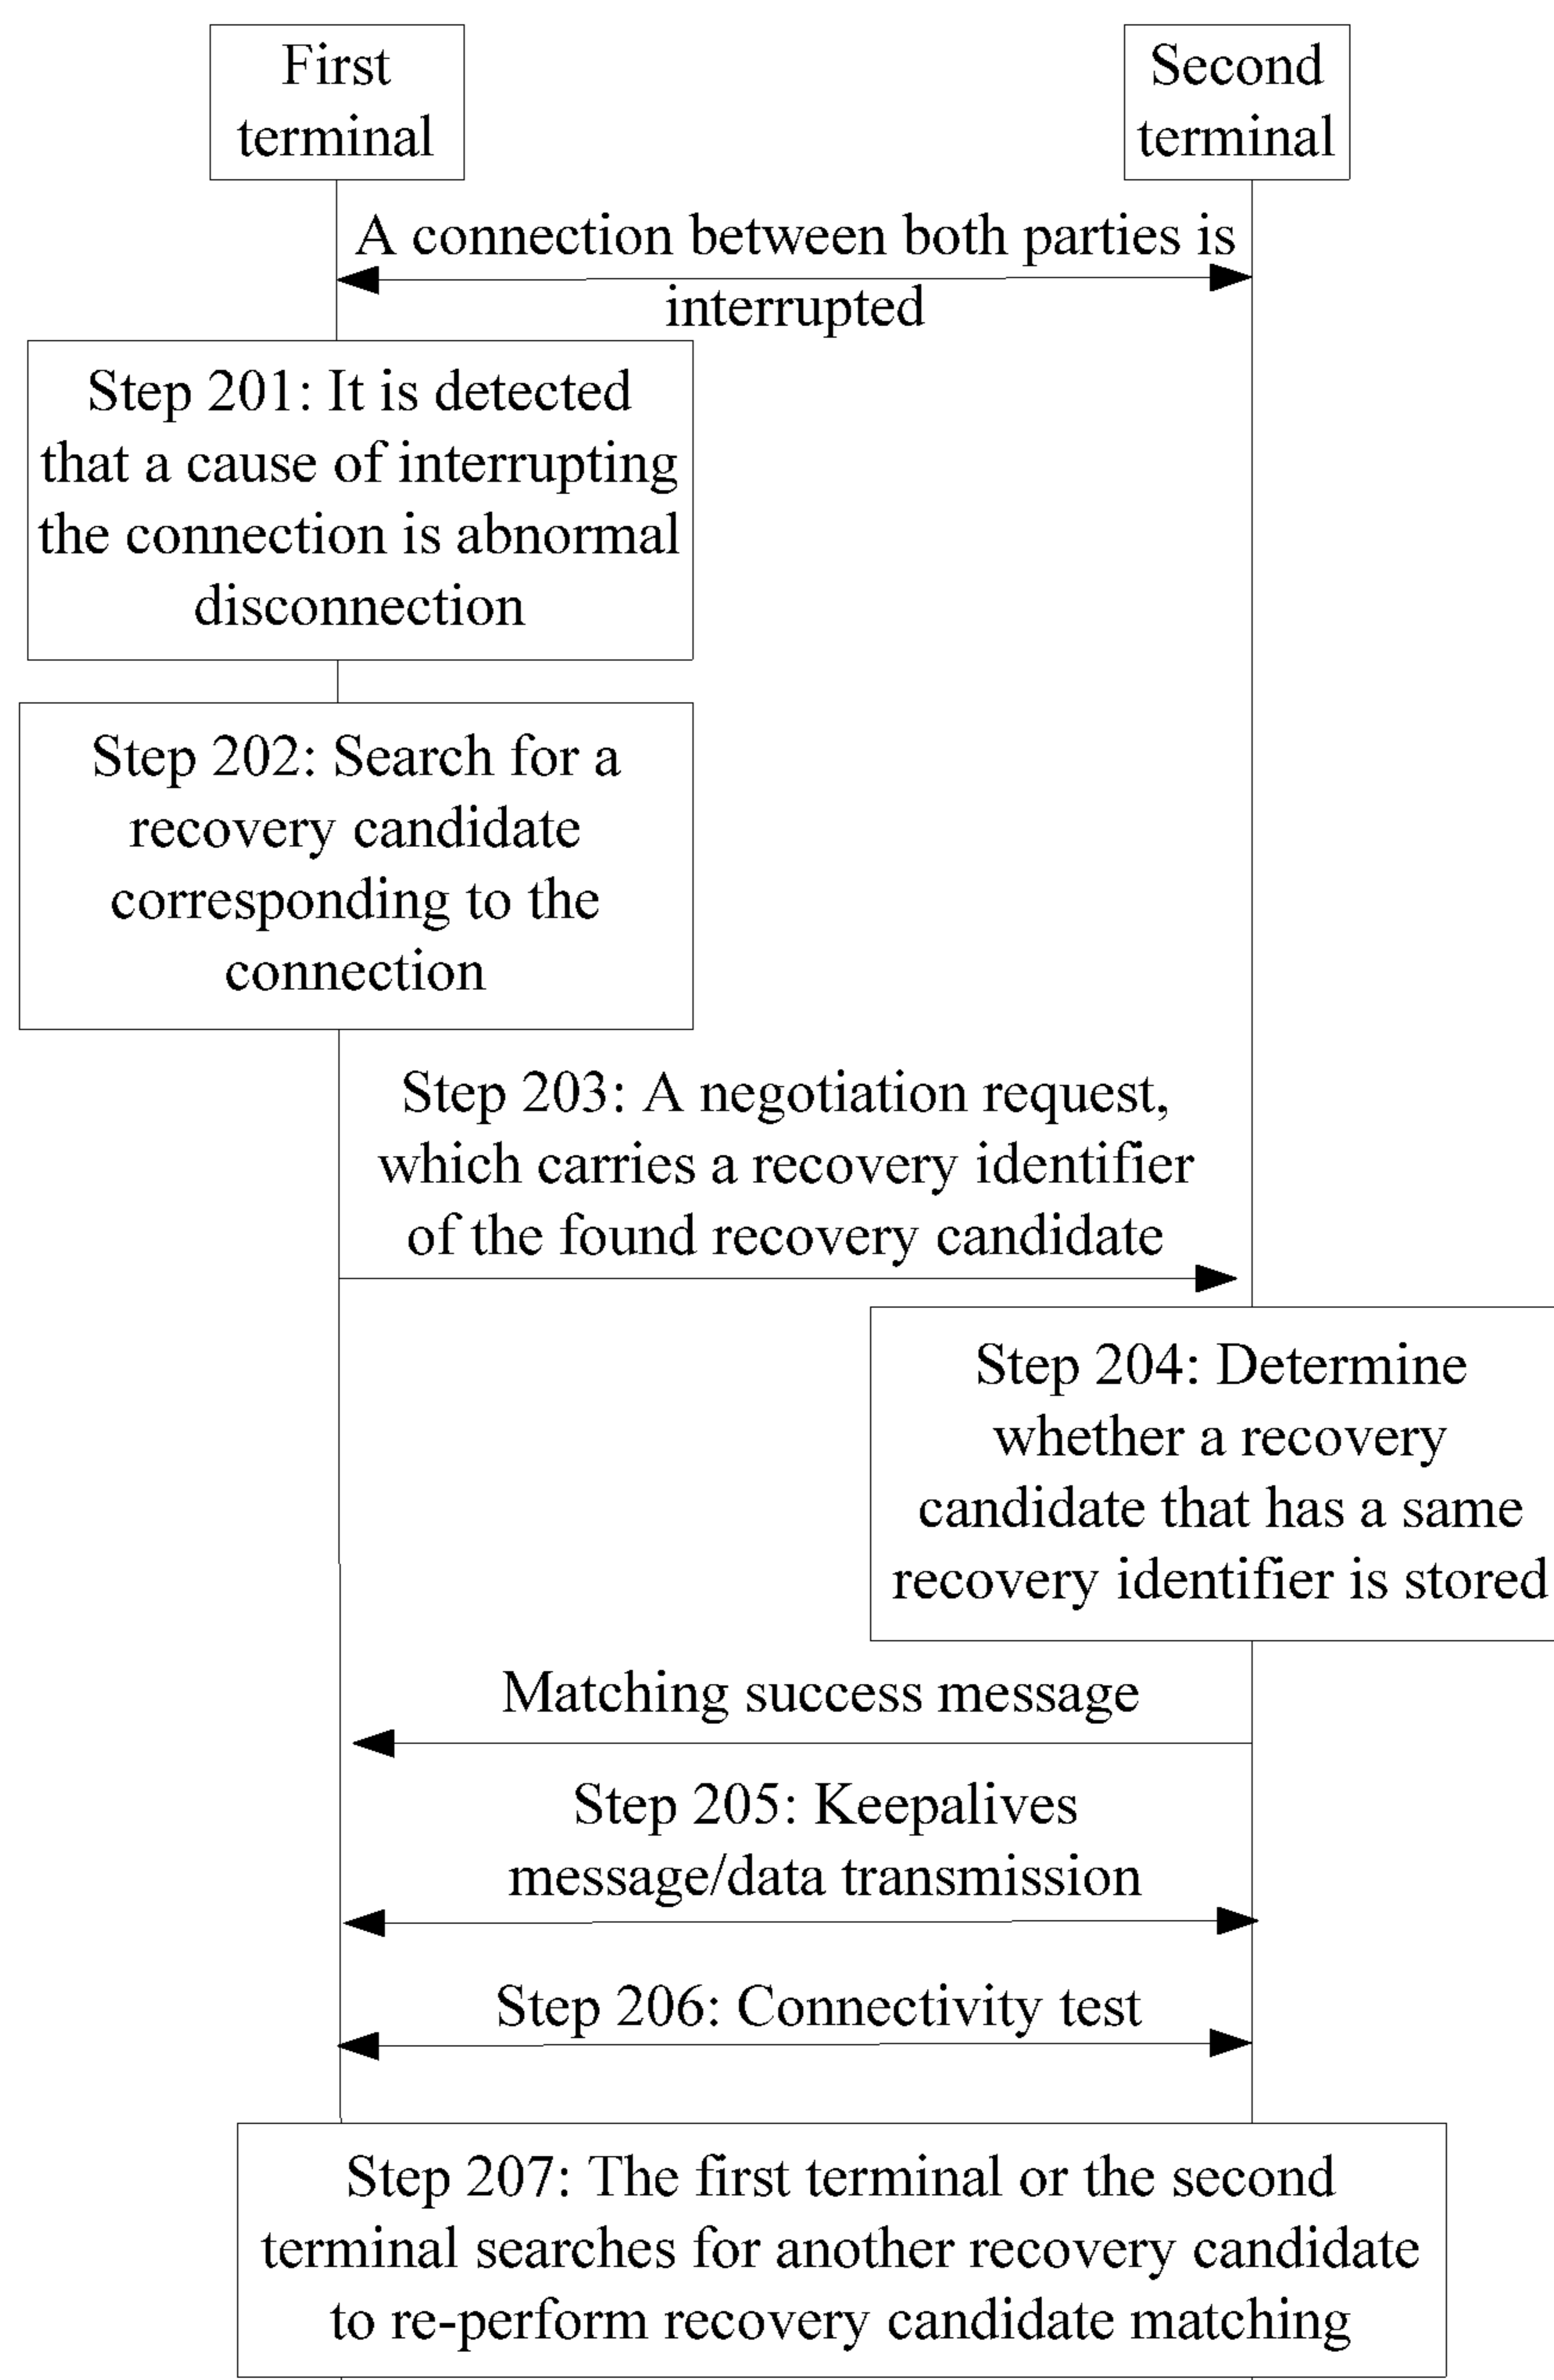 First
terminal
Second
terminal
A connection between both parties is
interrupted
Step 201: It is detected
that a cause of interrupting
the connection is abnormal
disconnection
Step 202: Search for a
recovery candidate
corresponding to the
connection
Step 203: A negotiation request,
which carries a recovery identifier
of the found recovery candidate
Step 204: Determine
whether a recovery
candidate that has a same
recovery identifier is stored
Matching success message
Step 205: Keepalives
message/data transmission
Step 206: Connectivity test
Step 207: The first terminal or the second
terminal searches for another recovery candidate
to re-perform recovery candidate matching